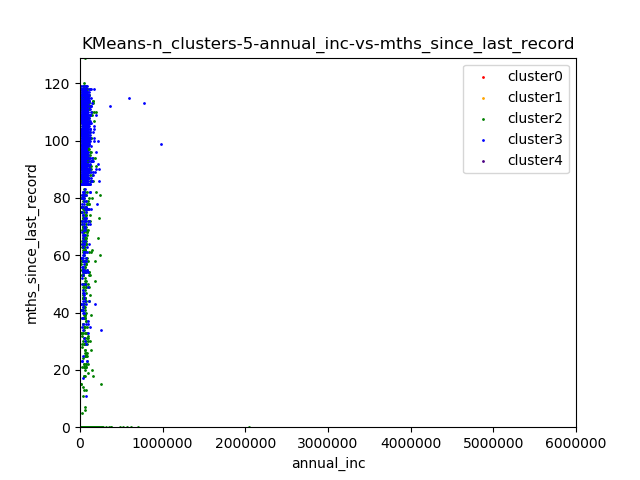 KMeans-n_clusters-5-annual_inc-vs-mths_since_last_record
cluster0
cluster1
cluster2
cluster3
cluster4
120
100
80
60
40
20
0
mths_since_last_record
0 1000000 2000000 3000000 4000000 5000000 6000000
annual_inc